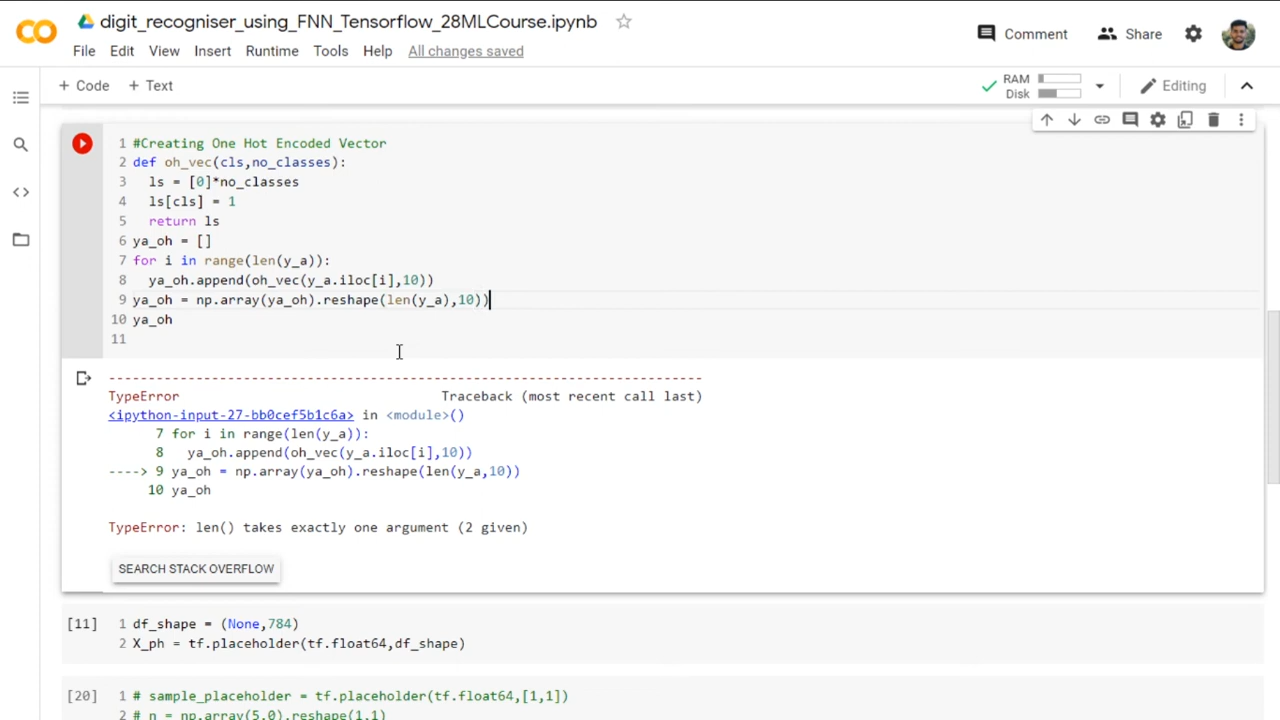 digit_recogniser_using_FNN_Tensorflow_28MLCourse.ipynb
File Edit View Insert Runtime Tools Help All changes saved
Comment Share
+ Code + Text
RAM
Disk
Editing
1 #Creating One Hot Encoded Vector
2 def oh_vec(cls,no_classes):
3 ls = [0]*no_classes
4 ls[cls] = 1
5 return ls
6 ya_oh = []
7 for i in range(len(y_a)):
8 ya_oh.append(oh_vec(y_a.iloc[i],10))
9 ya_oh = np.array(ya_oh).reshape(len(y_a),10))
10 ya_oh
11
---------------------------------------------------------------------------
TypeError Traceback (most recent call last)
<ipython-input-27-bb0cef5b1c6a> in <module>()
7 for i in range(len(y_a)):
8 ya_oh.append(oh_vec(y_a.iloc[i],10))
----> 9 ya_oh = np.array(ya_oh).reshape(len(y_a,10))
10 ya_oh
TypeError: len() takes exactly one argument (2 given)
SEARCH STACK OVERFLOW
[11] 1 df_shape = (None,784)
2 X_ph = tf.placeholder(tf.float64,df_shape)
[20] 1 # sample_placeholder = tf.placeholder(tf.float64,[1,1])
2 # n = np.array(5.0).reshape(1,1)